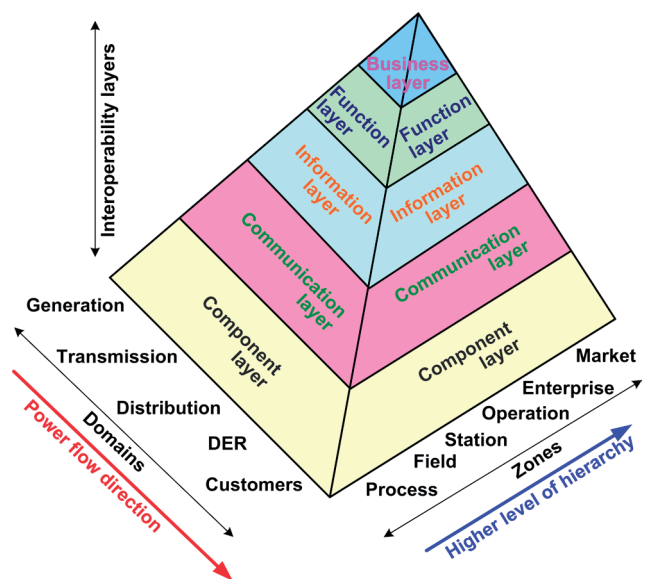 Interoperability layers
Business
layer
Function
layer
Function
layer
Information
layer
Information
layer
Communication
layer
Communication
layer
Component
layer
Component
layer
Generation
Transmission
Distribution
DER
Customers
Domains
Power flow direction
Market
Enterprise
Operation
Station
Field
Process
Zones
Higher level of hierarchy